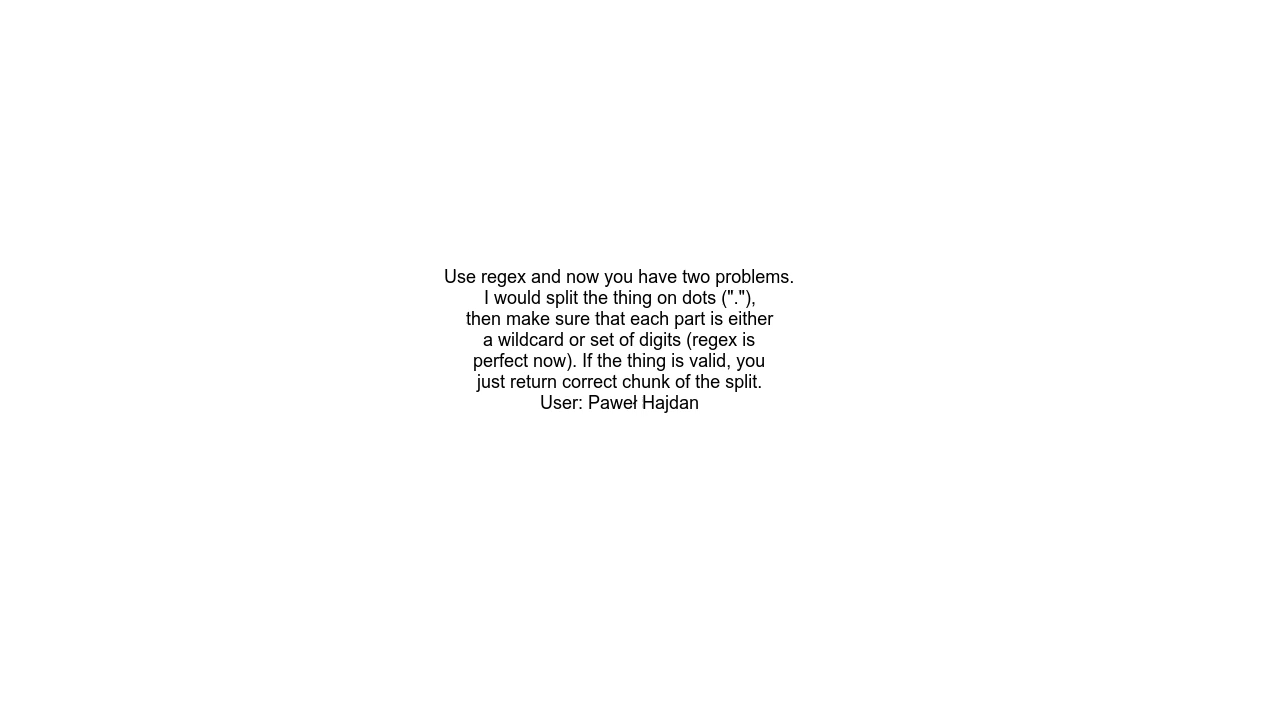 Use regex and now you have two problems.
I would split the thing on dots ("."),
then make sure that each part is either
a wildcard or set of digits (regex is
perfect now). If the thing is valid, you
just return correct chunk of the split.
User: Paweł Hajdan